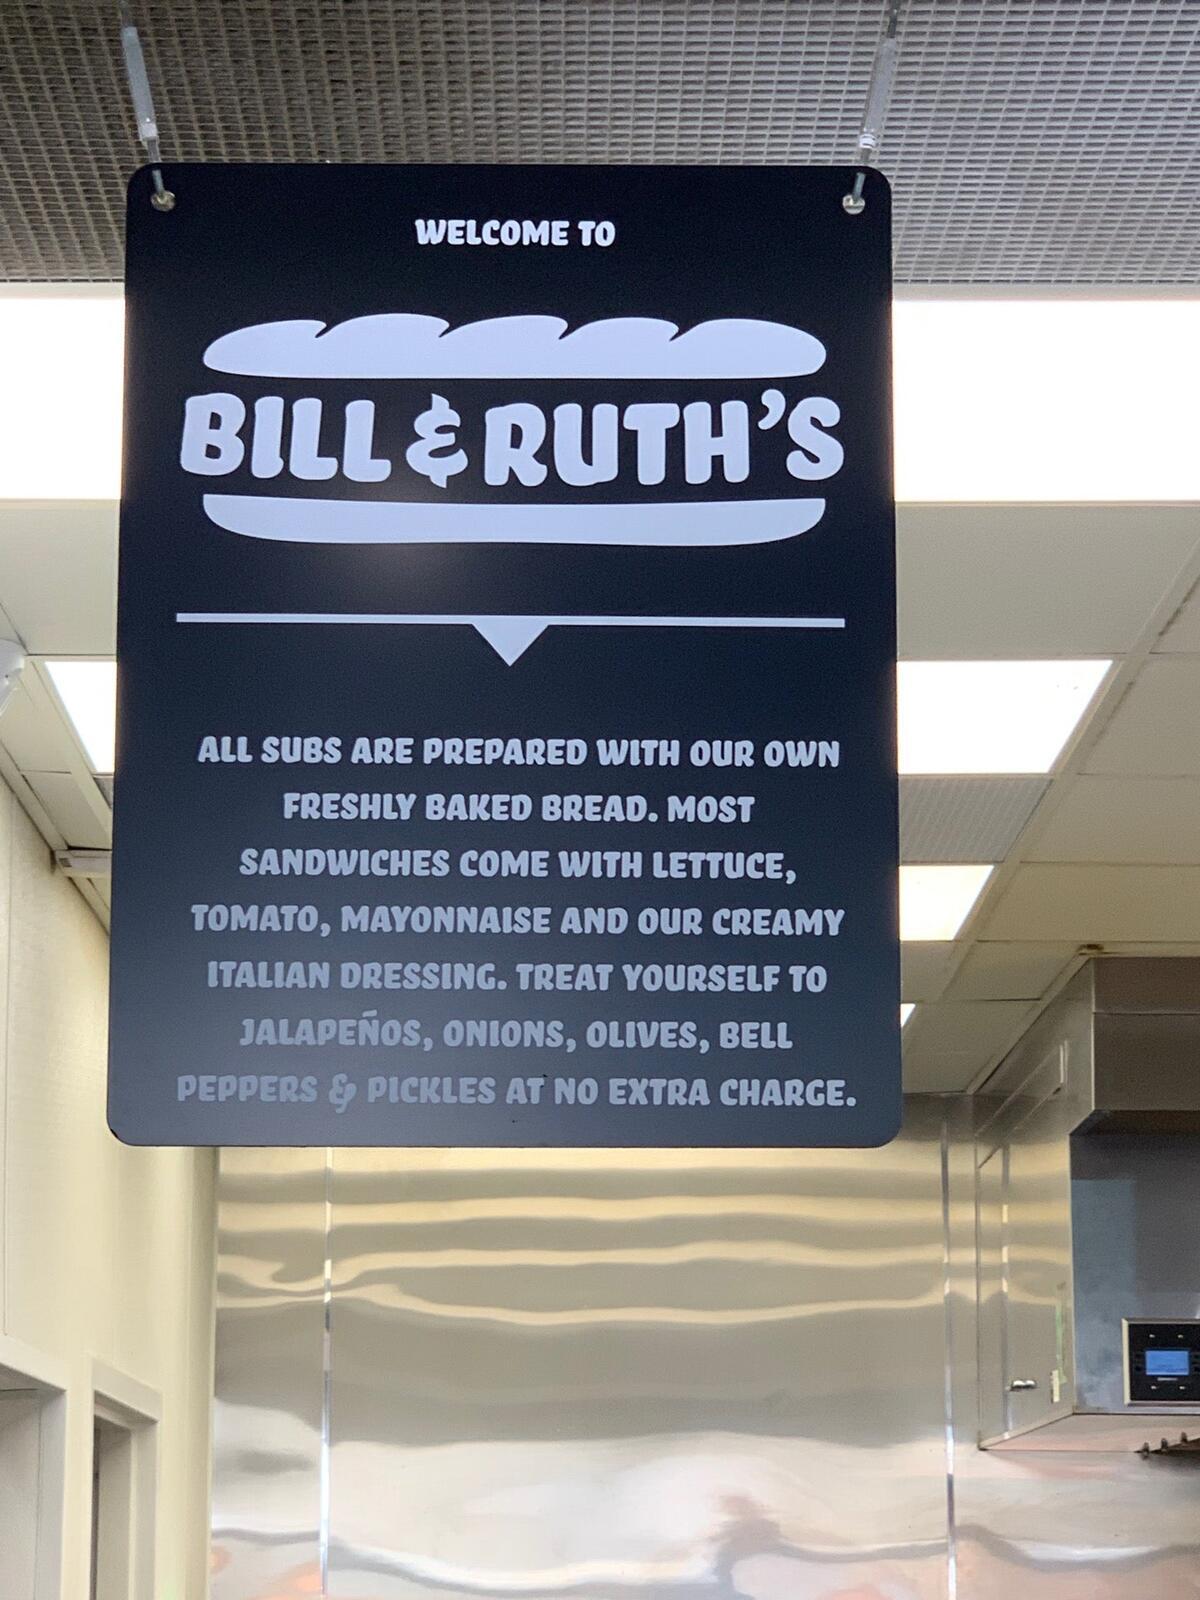 WELCOME TO
BILL & RUTH'S
ALL SUBS ARE PREPARED WITH OUR OWN
FRESHLY BAKED BREAD. MOST
SANDWICHES COME WITH LETTUCE,
TOMATO, MAYONNAISE AND OUR CREAMY
ITALIAN DRESSING. TREAT YOURSELF TO
JALAPEÑOS, ONIONS, OLIVES, BELL
PEPPERS & PICKLES AT NO EXTRA CHARGE.